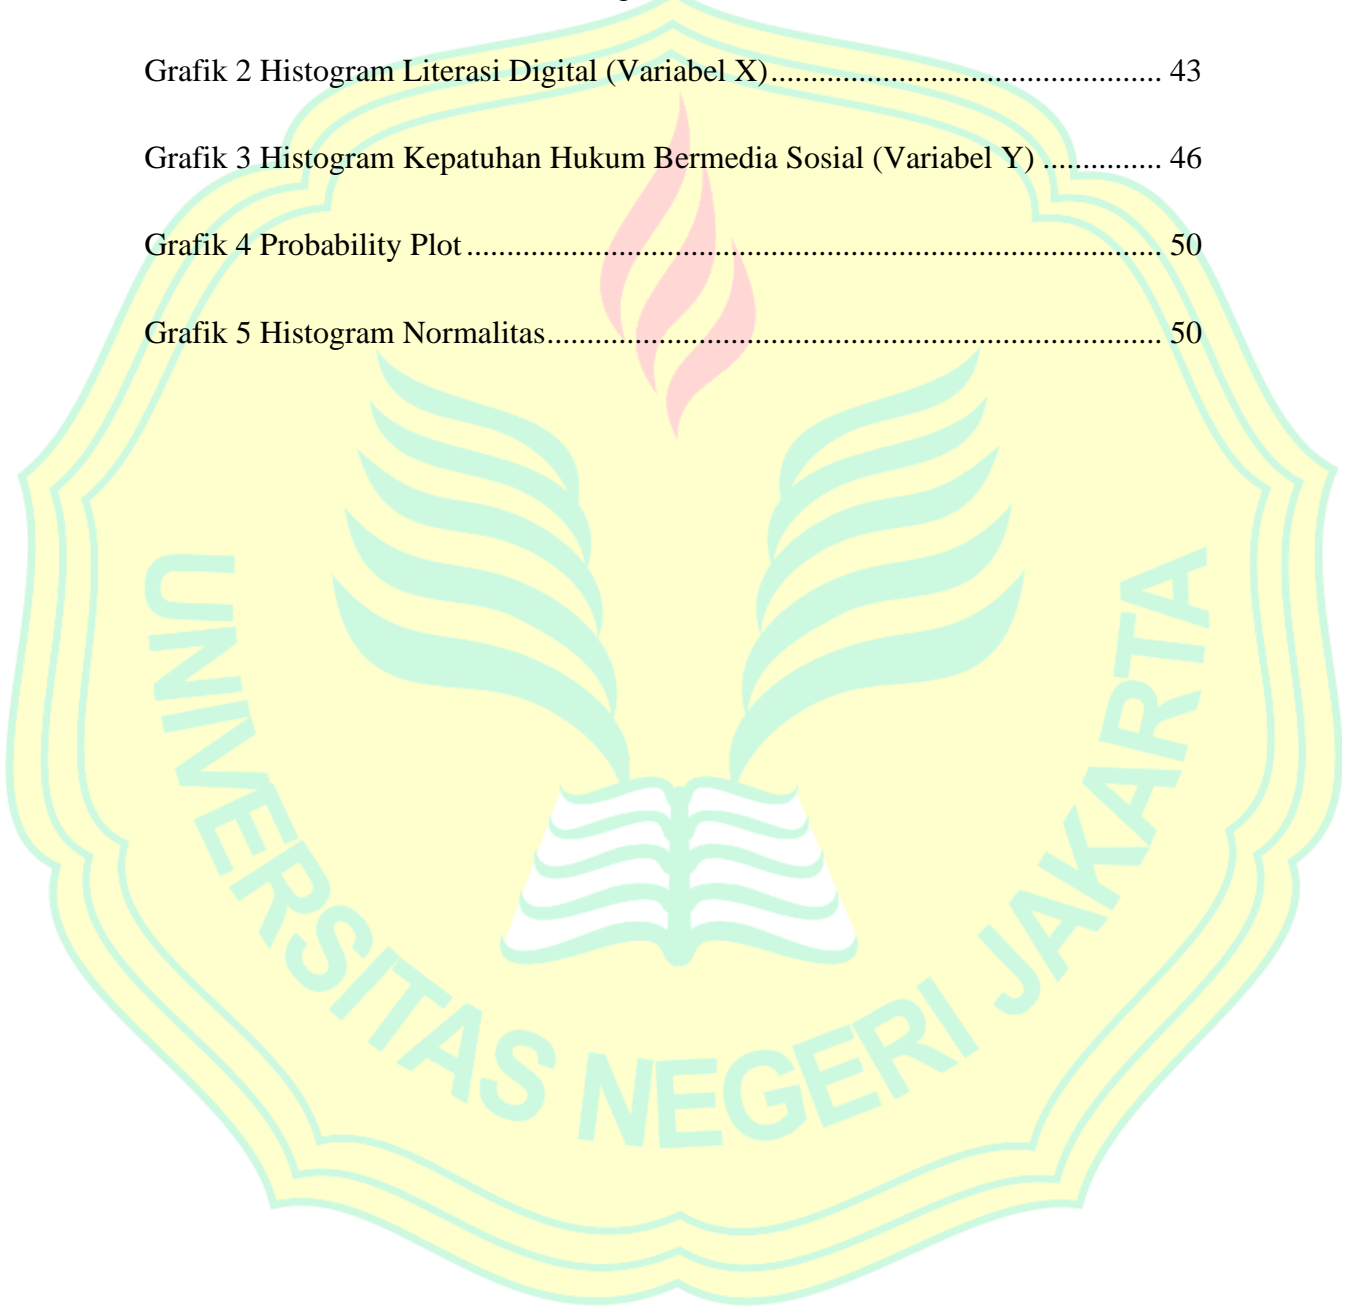 Grafik 2 Histogram Literasi Digital (Variabel X)................................................. 43
Grafik 3 Histogram Kepatuhan Hukum Bermedia Sosial (Variabel Y) ............... 46
Grafik 4 Probability Plot ....................................................................................... 50
Grafik 5 Histogram Normalitas............................................................................. 50
UNIVERSITAS NEGERI JAKARTA